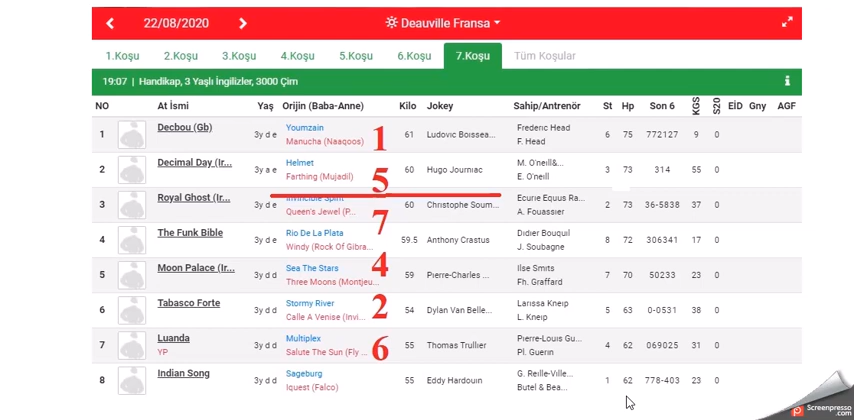 22/08/2020 Deauville Fransa
1.Koşu 2.Koşu 3.Koşu 4.Koşu 5.Koşu 6.Koşu 7.Koşu Tüm Koşular
19:07 | Handikap, 3 Yaşlı İngilizler, 3000 Çim i
NO At İsmi Yaş Orijin (Baba-Anne) Kilo Jokey Sahip/Antrenör St Hp Son 6 KGS S20 EİD Gny AGF
1 Decbou (Gb) 3y d e Youmzain 61 Ludovic Boissea... Frederic Head 6 75 772127 9 0
Manucha (Naaqoos) F. Head
1
2 Decimal Day (Ir... 3y a e Helmet 60 Hugo Journiac M. O'neill&... 3 73 314 55 0
Farthing (Mujadil) E. O'neill
5
3 Royal Ghost (Ir... 3y d e Invincible Spirit 60 Christophe Soum... Ecurie Equus Ra... 2 73 36-5838 37 0
Queen's Jewel (P... A. Fouassier
7
4 The Funk Bible 3y d e Rio De La Plata 59.5 Anthony Crastus Didier Bouquil 8 72 306341 17 0
Windy (Rock Of Gibra... J. Soubagne
4
5 Moon Palace (Ir... 3y d d Sea The Stars 59 Pierre-Charles ... Ilse Smits 7 70 50233 23 0
Three Moons (Montjeu... Fh. Graffard
2
6 Tabasco Forte 3y d d Stormy River 54 Dylan Van Belle... Larissa Kneip 5 63 0-0531 38 0
Calle A Venise (Invi... L. Kneip
6
7 Luanda 3y d d Multiplex 55 Thomas Trullier Pierre-Louis Gu... 4 62 069025 31 0
YP Salute The Sun (Fly ... Pl. Guerin
8 Indian Song 3y d d Sageburg 55 Eddy Hardouin G. Reille-Ville... 1 62 778-403 23 0
Iquest (Falco) Butel & Bea...
Screenpresso.com